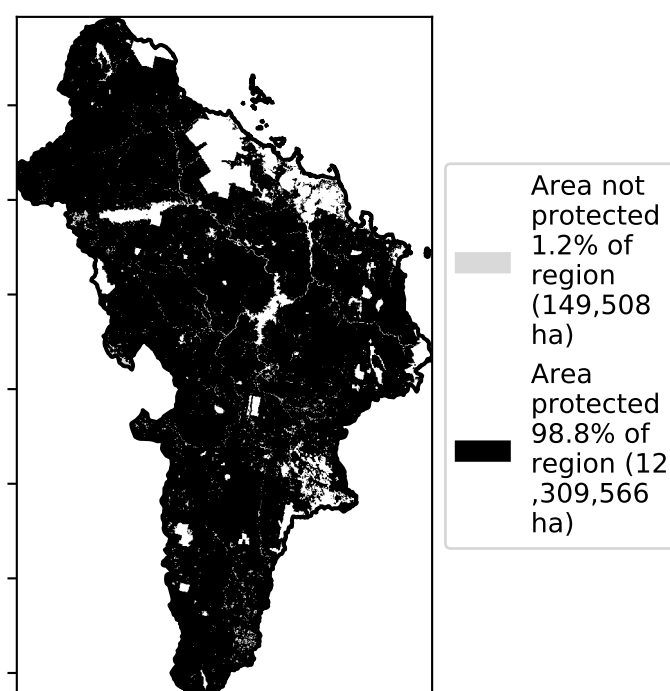 Area not
protected
1.2% of
region
(149,508
ha)
Area
protected
98.8% of
region (12
,309,566
ha)